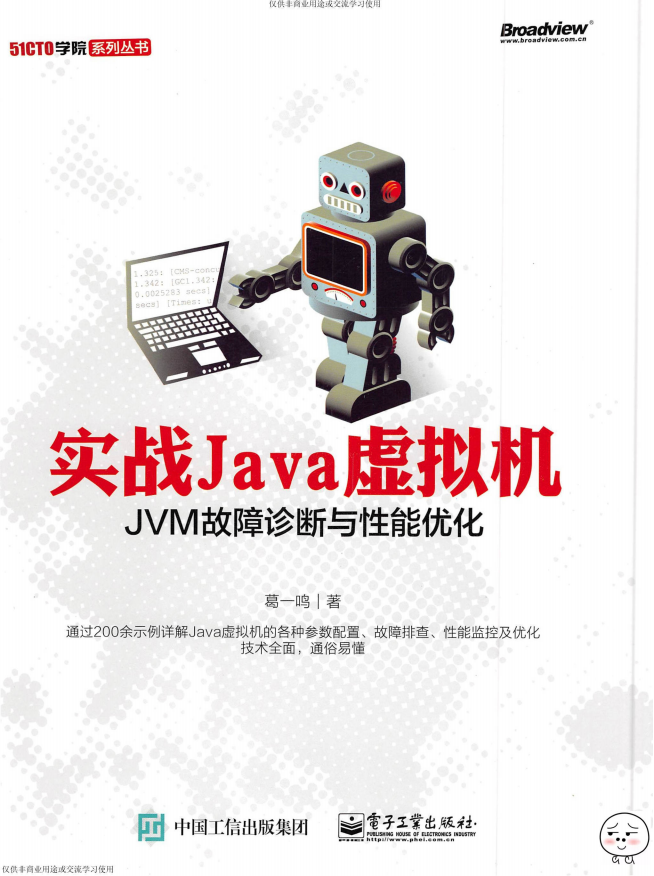 仅供非商业用途或交流学习使用
51CTO学院 系列丛书
Broadview®
www.broadview.com.cn
1.325: [CMS-concu
1.342: [GC1.342:
0.0025283 secs]
secs] [Times: u
实战Java虚拟机
JVM故障诊断与性能优化
葛一鸣|著
通过200余示例详解Java虚拟机的各种参数配置、故障排查、性能监控及优化
技术全面，通俗易懂
中国工信出版集团
電子工業出版社·
PUBLISHING HOUSE OF ELECTRONICS INDUSTRY
http://www.phei.com.cn
仅供非商业用途或交流学习使用